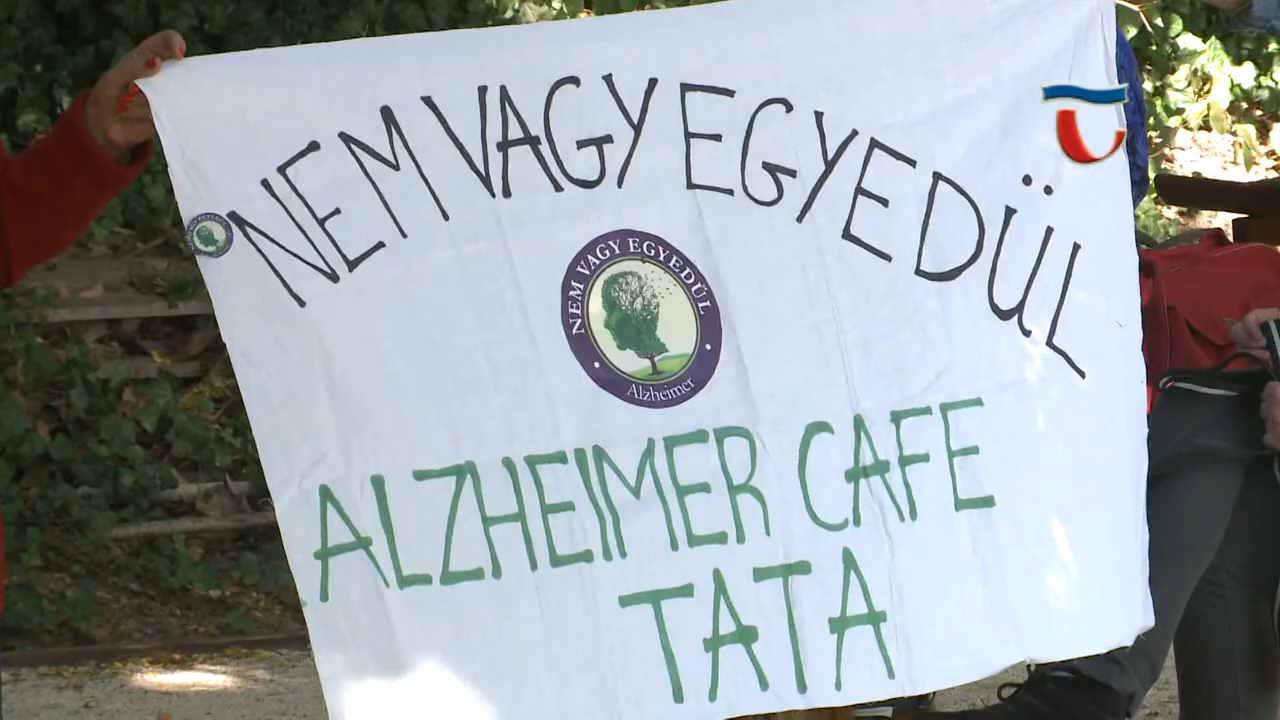 NEM VAGY EGYEDÜL
NEM VAGY EGYEDÜL
Alzheimer
ALZHEIMER CAFE
TATA